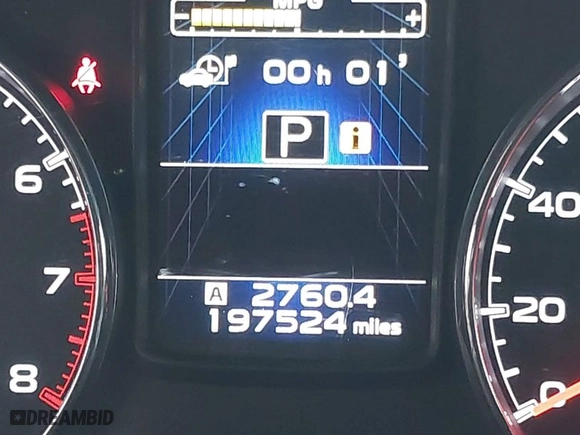 MPG
- +
00h 01'
P i
6
40
7
20
A 2760.4
197524 miles
8
0
DREAMBID